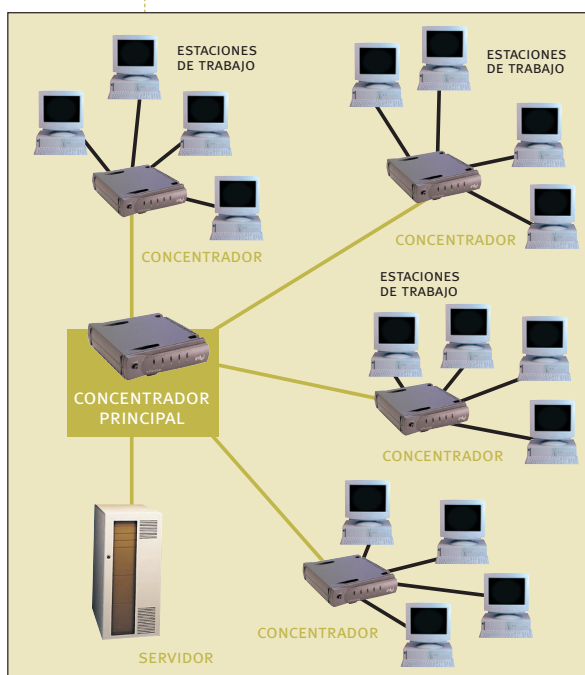 ESTACIONES
DE TRABAJO
ESTACIONES
DE TRABAJO
CONCENTRADOR
CONCENTRADOR
ESTACIONES
DE TRABAJO
CONCENTRADOR
PRINCIPAL
CONCENTRADOR
CONCENTRADOR
SERVIDOR